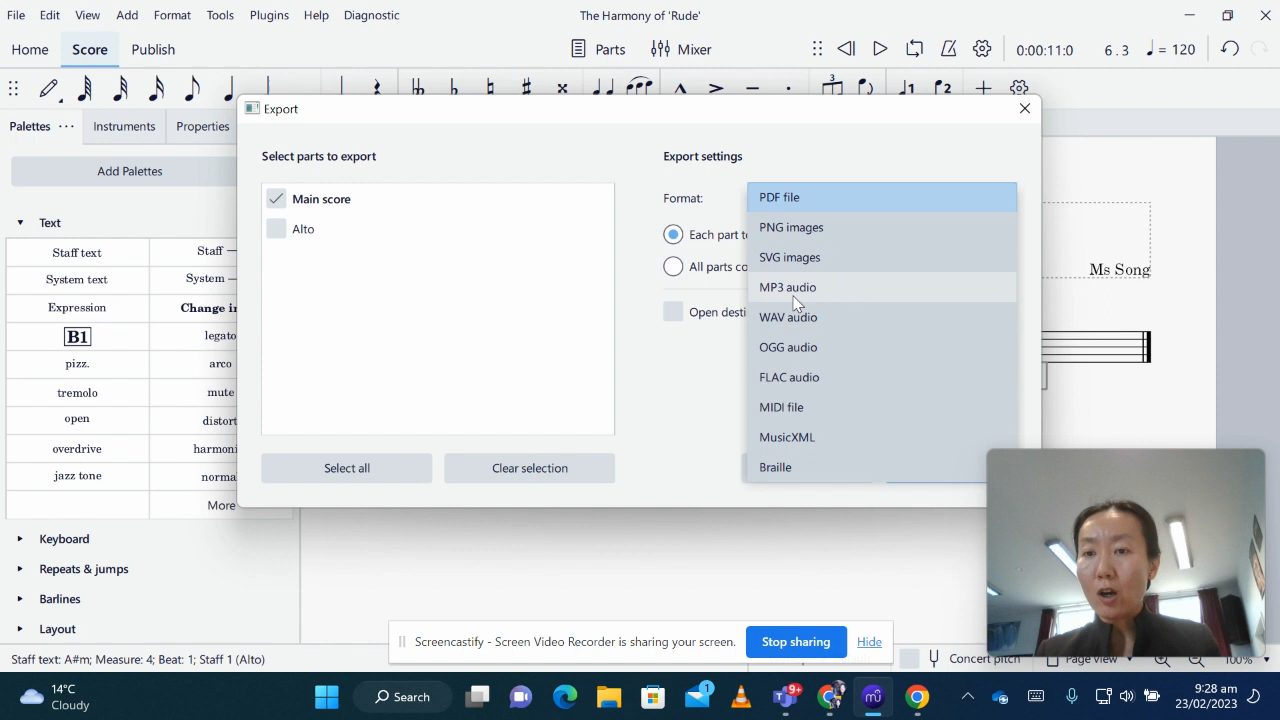 File Edit View Add Format Tools Plugins Help Diagnostic
The Harmony of 'Rude'
Home Score Publish
Parts Mixer
0:00:11:0 6 . 3 = 120
Palettes ··· Instruments Properties
Add Palettes
Text
Staff text Staff —
System text System —
Expression Change in
B1 legato
pizz. arco
tremolo mute
open distort
overdrive harmoni
jazz tone norma
More
Keyboard
Repeats & jumps
Barlines
Layout
Export
Select parts to export
Main score
Alto
Select all Clear selection
Export settings
Format:
PDF file
PNG images
SVG images
MP3 audio
WAV audio
OGG audio
FLAC audio
MIDI file
MusicXML
Braille
Each part to
All parts co
Open desti
Ms Song
Screencastify - Screen Video Recorder is sharing your screen. Stop sharing Hide
Staff text: A#m; Measure: 4; Beat: 1; Staff 1 (Alto)
Concert pitch Page view 100%
14°C
Cloudy
Search
1
9+
9:28 am
23/02/2023